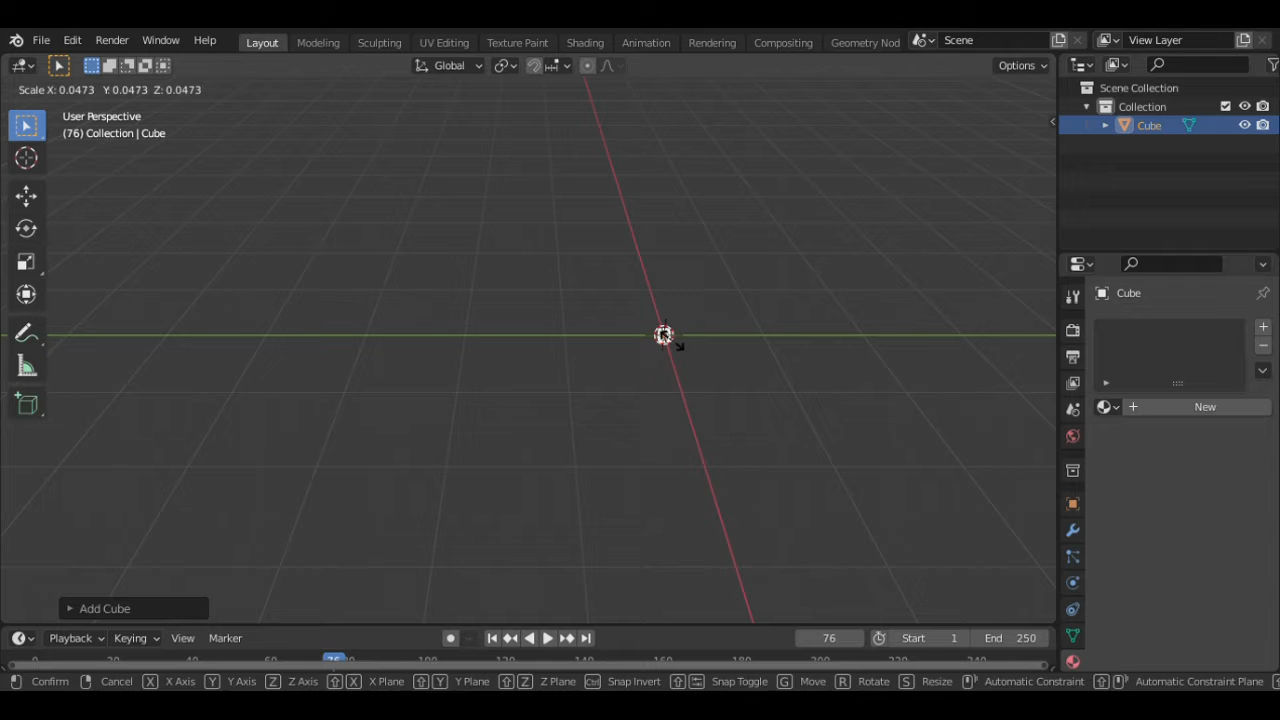 File Edit Render Window Help Layout Modeling Sculpting UV Editing Texture Paint Shading Animation Rendering Compositing Geometry Nod Scene View Layer
Global Options
Scale X: 0.0473 Y: 0.0473 Z: 0.0473
User Perspective
(76) Collection | Cube
Scene Collection
Collection
Cube
Cube
New
Add Cube
Playback Keying View Marker 76 Start 1 End 250
76
Confirm Cancel X X Axis Y Y Axis Z Z Axis X X Plane Y Y Plane Z Z Plane Ctrl Snap Invert Snap Toggle G Move R Rotate S Resize Automatic Constraint Automatic Constraint Plane